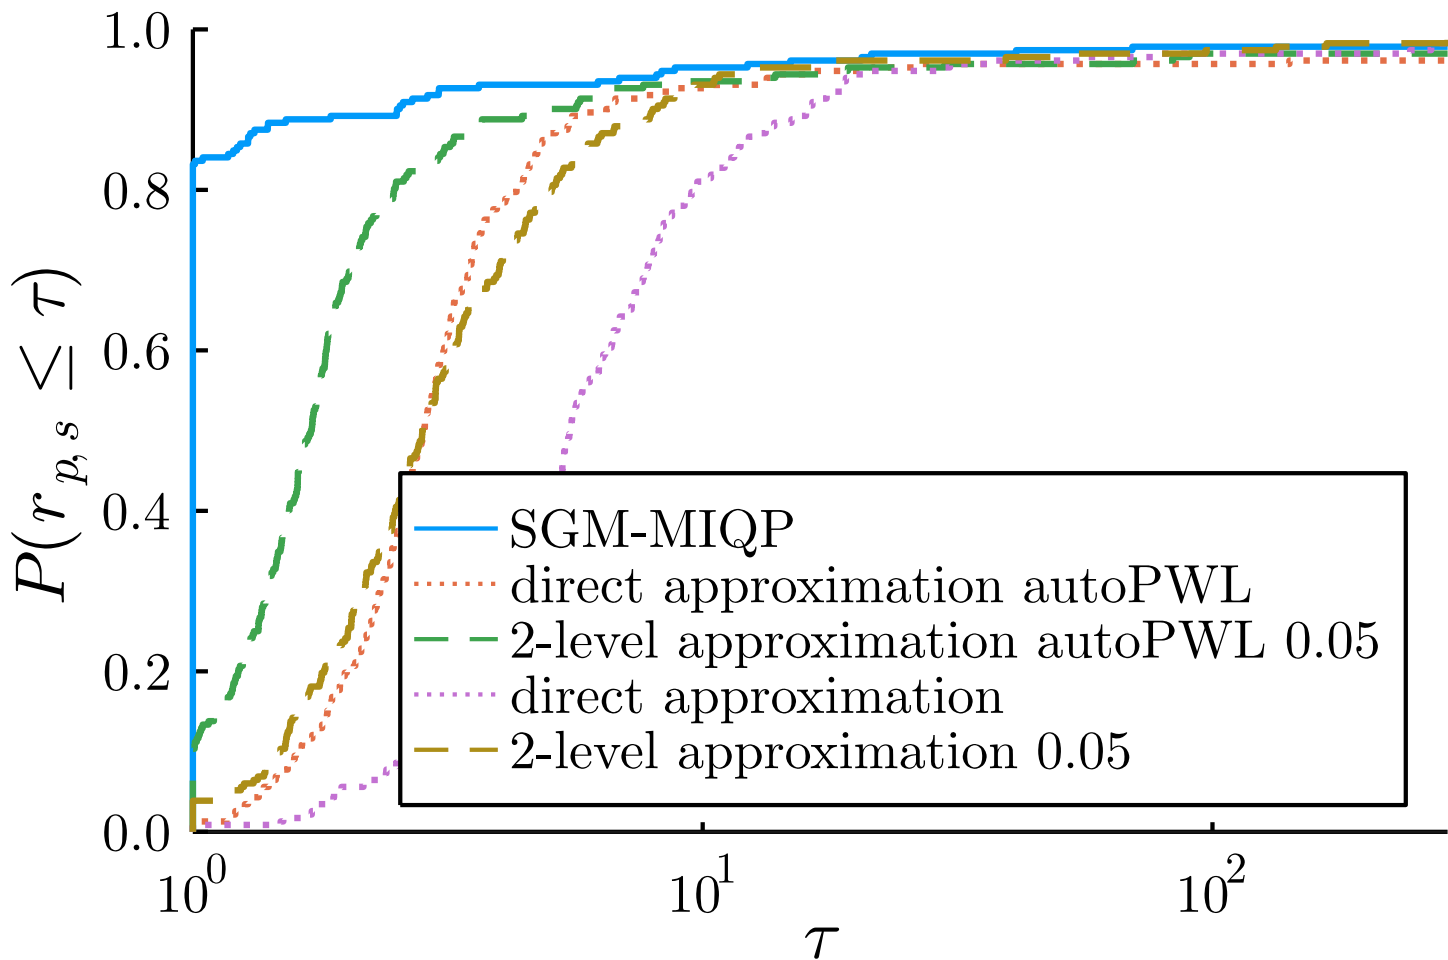 1.0
0.8
0.6
0.4
0.2
0.0
P(r_{p,s} ≤ τ)
SGM-MIQP
direct approximation autoPWL
2-level approximation autoPWL 0.05
direct approximation
2-level approximation 0.05
10^0 10^1 10^2
τ